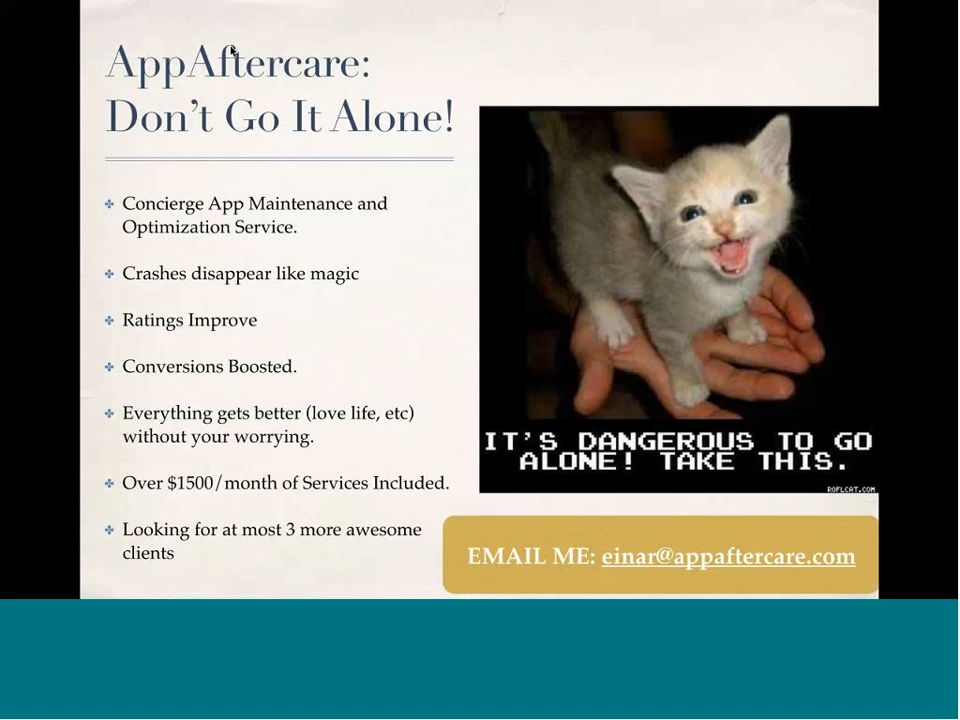 AppAftercare:
Don't Go It Alone!
Concierge App Maintenance and
Optimization Service.
Crashes disappear like magic
Ratings Improve
Conversions Boosted.
Everything gets better (love life, etc)
without your worrying.
Over $1500/month of Services Included.
Looking for at most 3 more awesome
clients
IT'S DANGEROUS TO GO
ALONE! TAKE THIS.
ROFLCAT.COM
EMAIL ME: einar@appaftercare.com